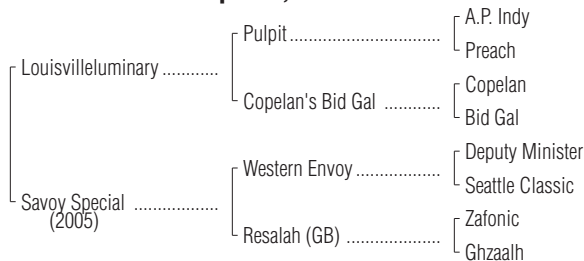 A.P. Indy
Pulpit
Preach
Louisvilleluminary
Copelan
Copelan's Bid Gal
Bid Gal
Deputy Minister
Western Envoy
Seattle Classic
Savoy Special
(2005)
Zafonic
Resalah (GB)
Ghzaalh